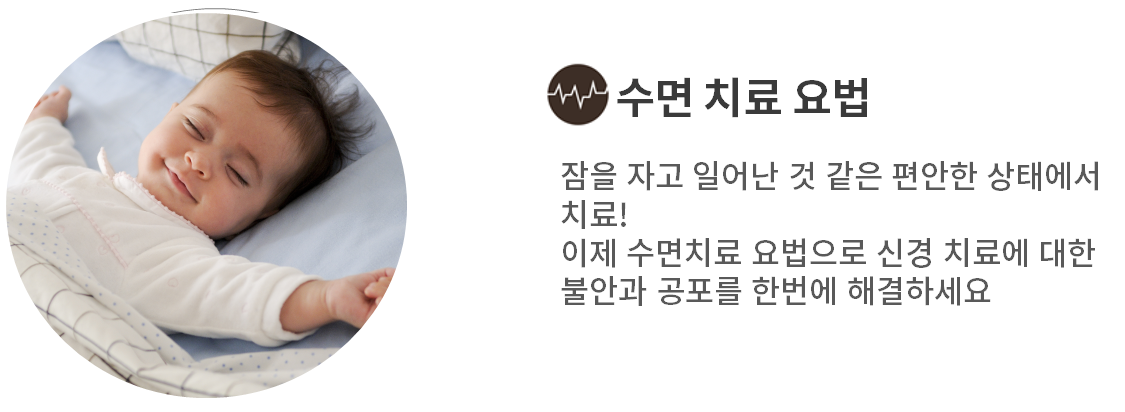 수면 치료 요법
잠을 자고 일어난 것 같은 편안한 상태에서
치료!
이제 수면치료 요법으로 신경 치료에 대한
불안과 공포를 한번에 해결하세요